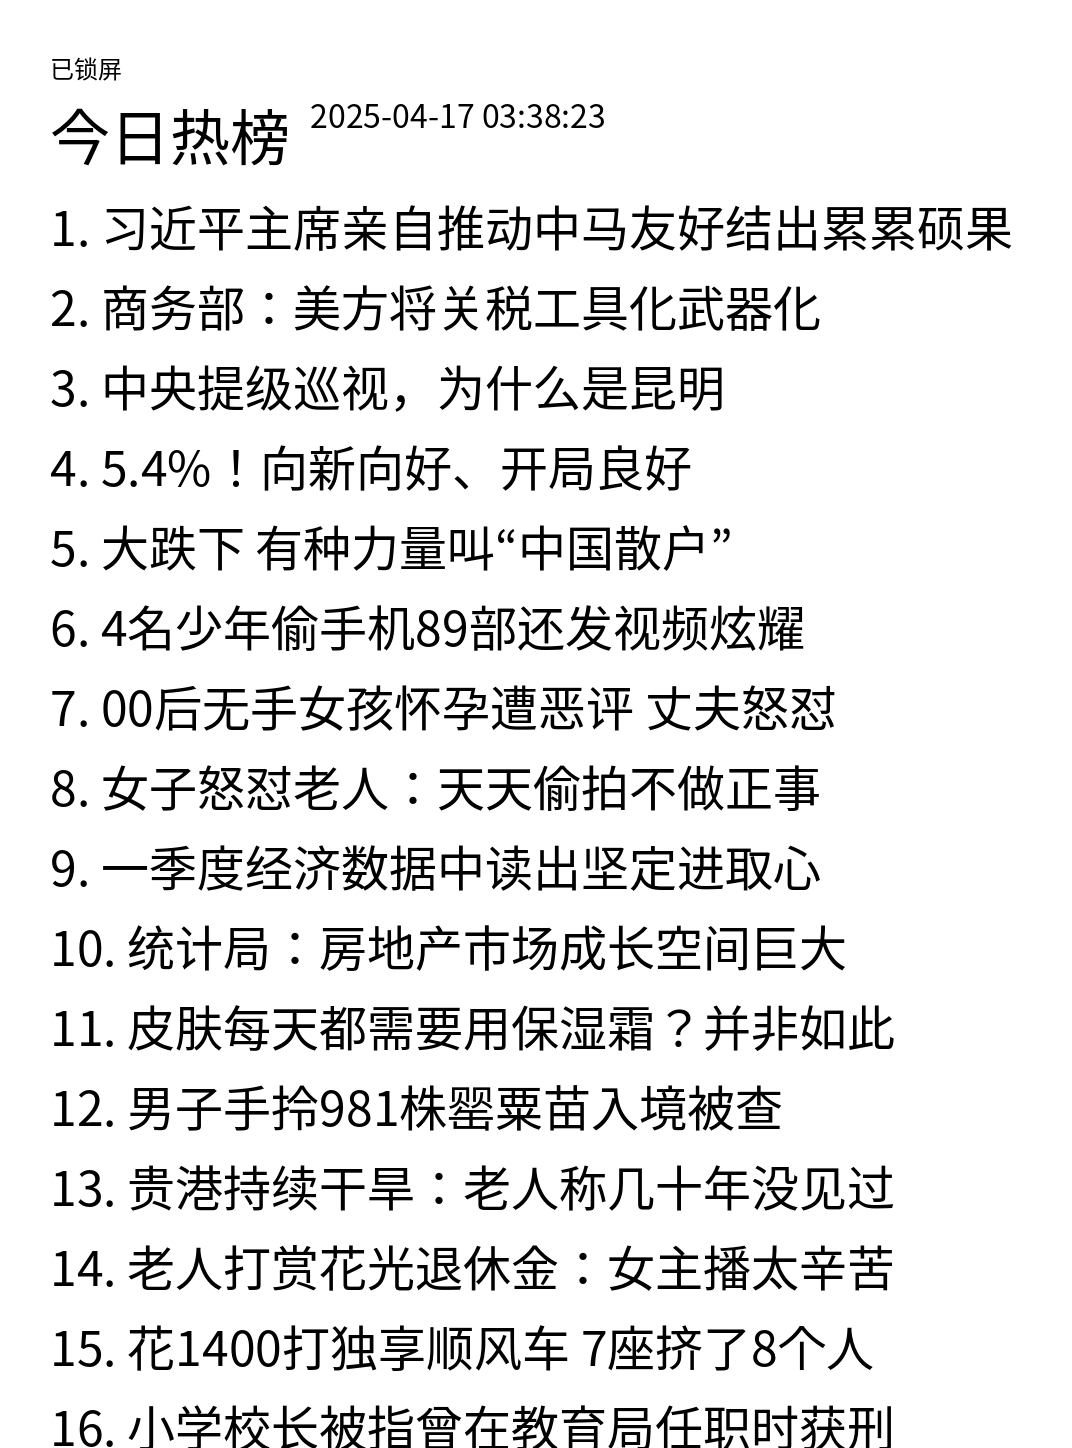 已锁屏
今日热榜 2025-04-17 03:38:23
1. 习近平主席亲自推动中马友好结出累累硕果
2. 商务部：美方将关税工具化武器化
3. 中央提级巡视，为什么是昆明
4. 5.4%！向新向好、开局良好
5. 大跌下 有种力量叫“中国散户”
6. 4名少年偷手机89部还发视频炫耀
7. 00后无手女孩怀孕遭恶评 丈夫怒怼
8. 女子怒怼老人：天天偷拍不做正事
9. 一季度经济数据中读出坚定进取心
10. 统计局：房地产市场成长空间巨大
11. 皮肤每天都需要用保湿霜？并非如此
12. 男子手拎981株罂粟苗入境被查
13. 贵港持续干旱：老人称几十年没见过
14. 老人打赏花光退休金：女主播太辛苦
15. 花1400打独享顺风车 7座挤了8个人
16. 小学校长被指曾在教育局任职时获刑